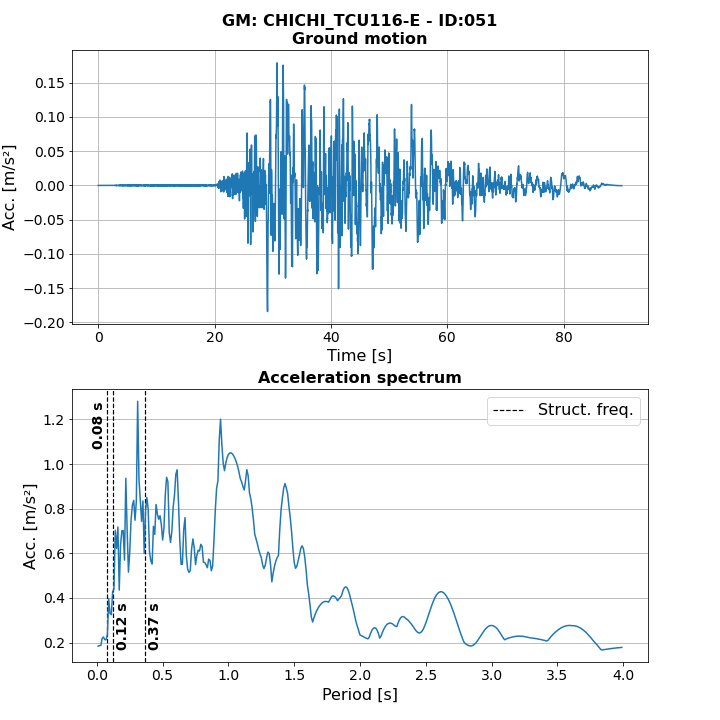 GM: CHICHI_TCU116-E - ID:051
Ground motion
0.15
0.10
0.05
0.00
−0.05
−0.10
−0.15
−0.20
Acc. [m/s²]
0
20
40
60
80
Time [s]
Acceleration spectrum
Struct. freq.
1.2
1.0
0.8
0.6
0.4
0.2
Acc. [m/s²]
0.08 s
0.12 s
0.37 s
0.0
0.5
1.0
1.5
2.0
2.5
3.0
3.5
4.0
Period [s]